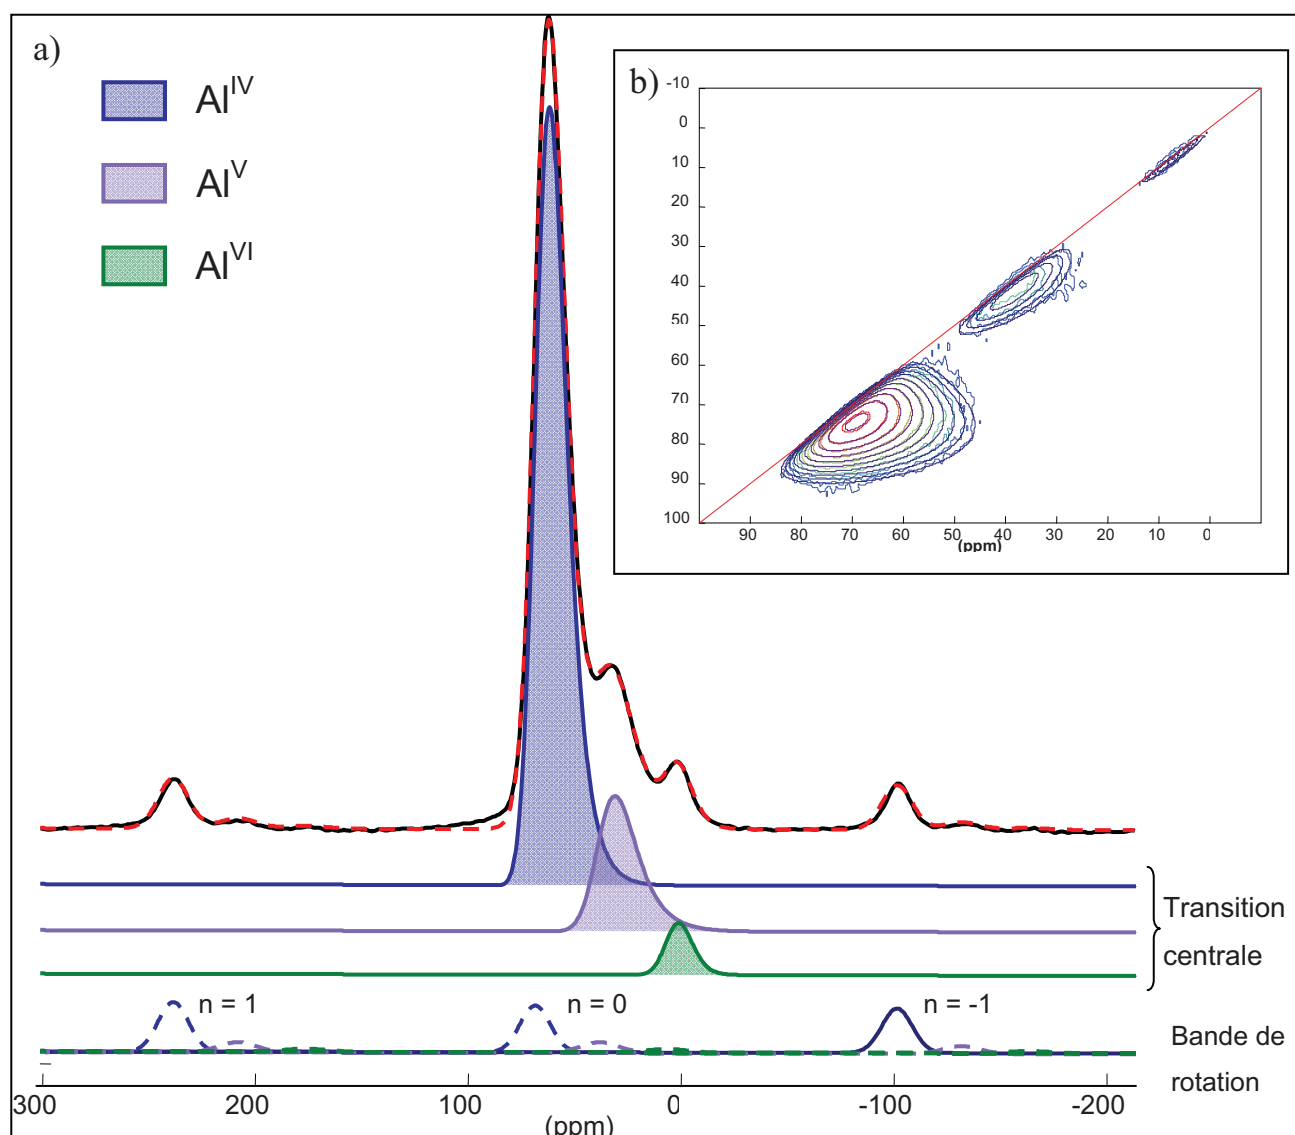 a)
Al^IV
Al^V
Al^VI
b)
-10
0
10
20
30
40
50
60
70
80
90
100
90 80 70 60 50 40 30 20 10 0
(ppm)
Transition
centrale
n = 1 n = 0 n = -1
Bande de
rotation
300 200 100 0 -100 -200
(ppm)